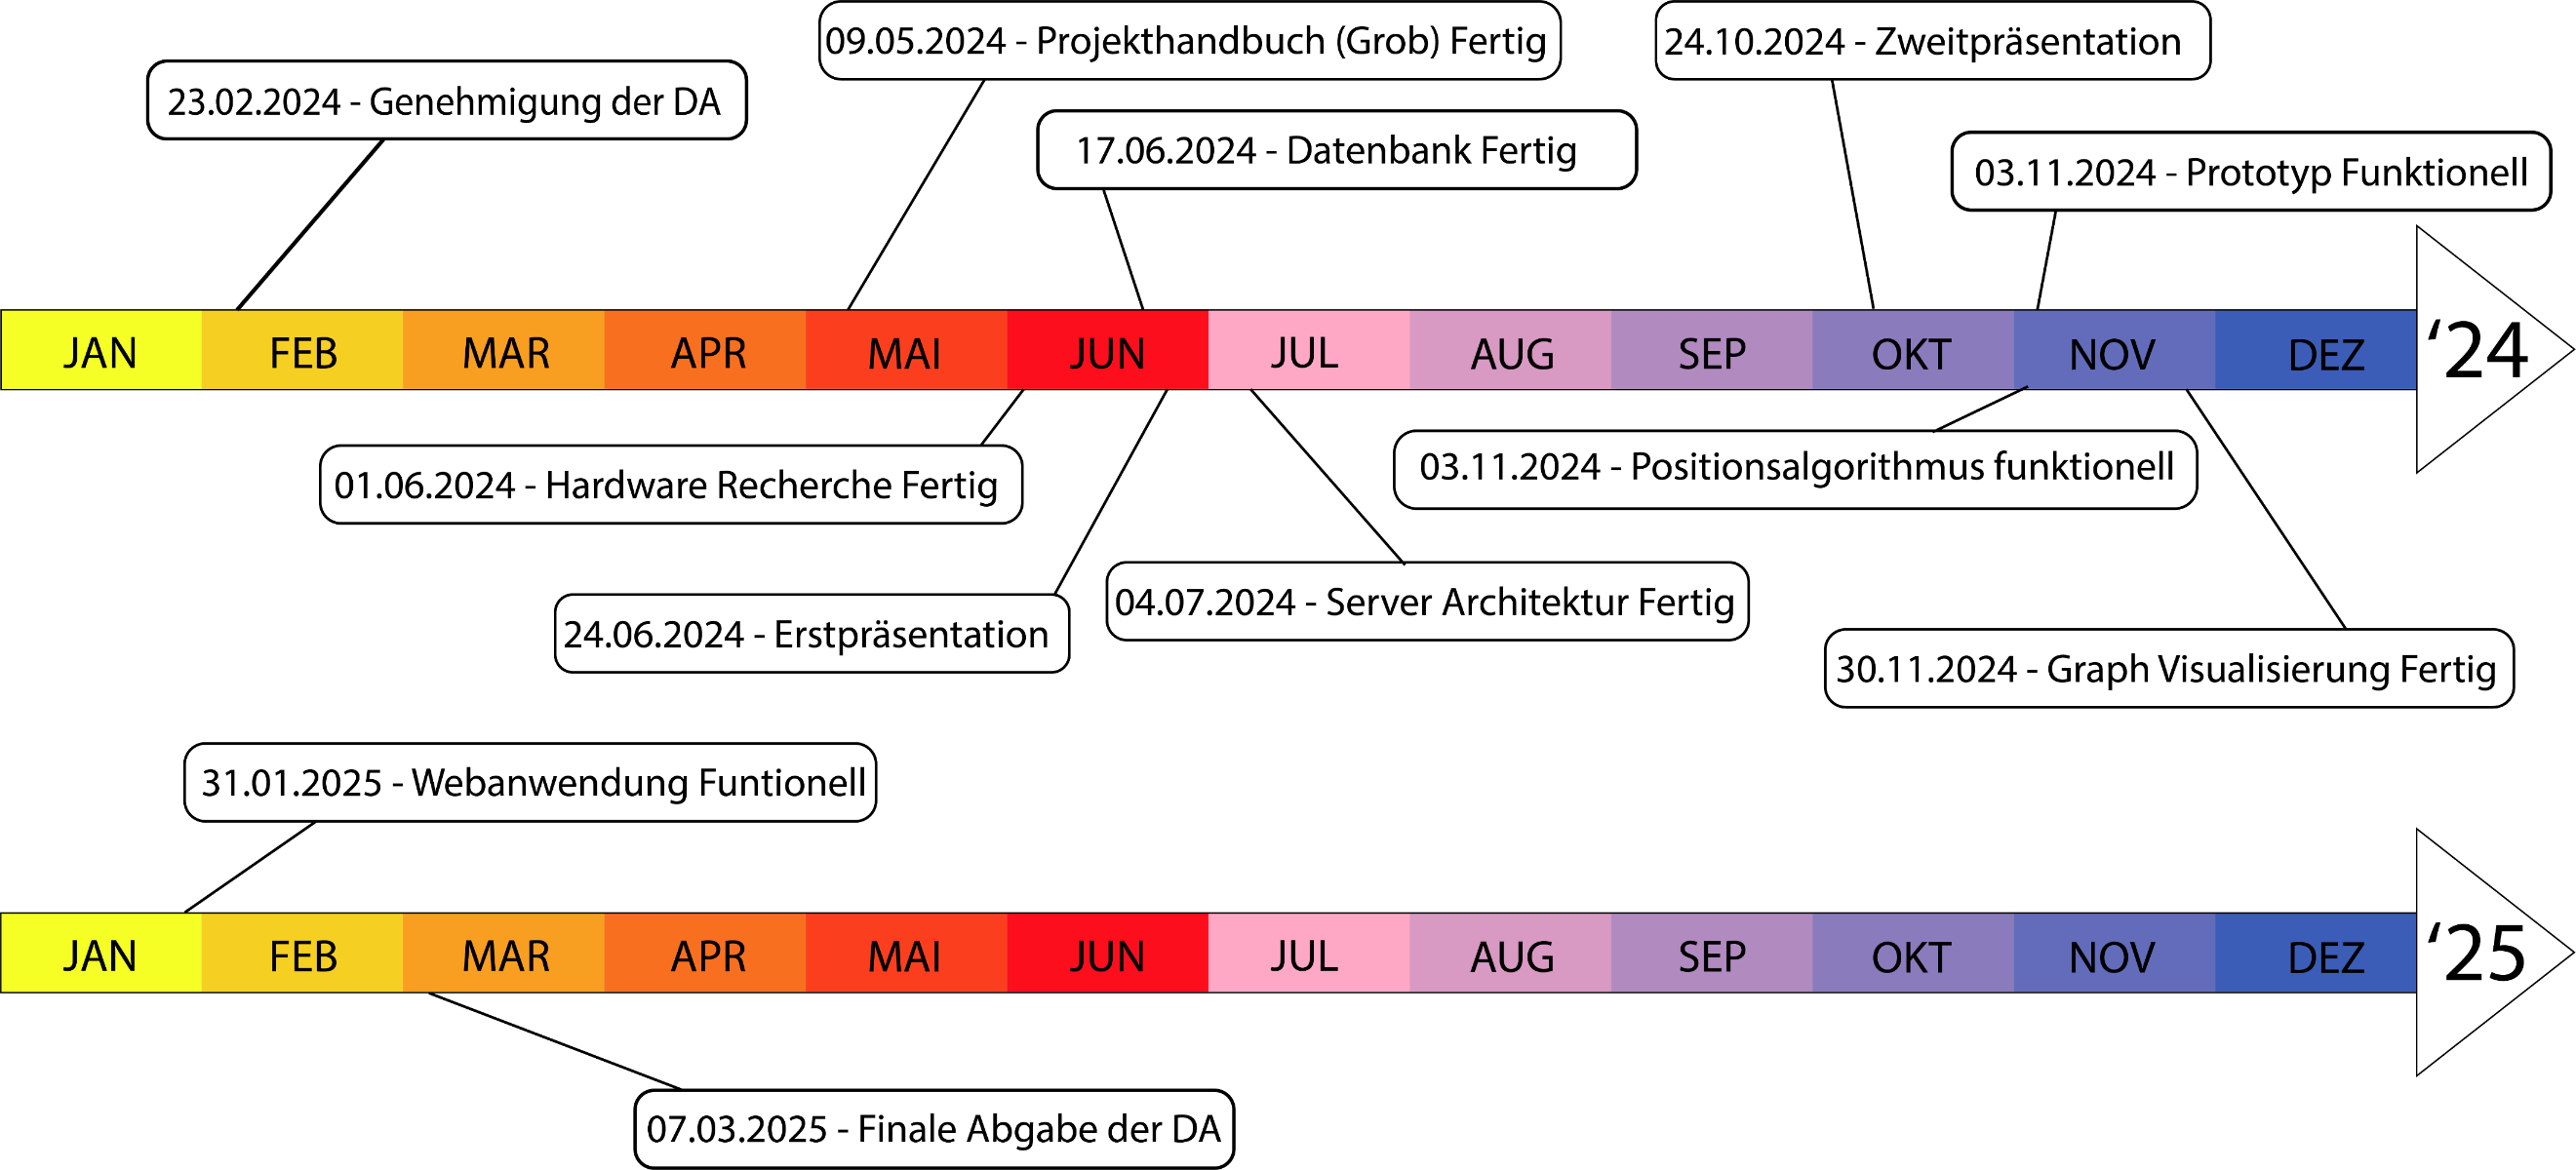 09.05.2024 - Projekthandbuch (Grob) Fertig
24.10.2024 - Zweitpräsentation
23.02.2024 - Genehmigung der DA
17.06.2024 - Datenbank Fertig
03.11.2024 - Prototyp Funktionell
JAN FEB MAR APR MAI JUN JUL AUG SEP OKT NOV DEZ ‘24
01.06.2024 - Hardware Recherche Fertig
03.11.2024 - Positionsalgorithmus funktionell
24.06.2024 - Erstpräsentation
04.07.2024 - Server Architektur Fertig
30.11.2024 - Graph Visualisierung Fertig
31.01.2025 - Webanwendung Funtionell
JAN FEB MAR APR MAI JUN JUL AUG SEP OKT NOV DEZ ‘25
07.03.2025 - Finale Abgabe der DA